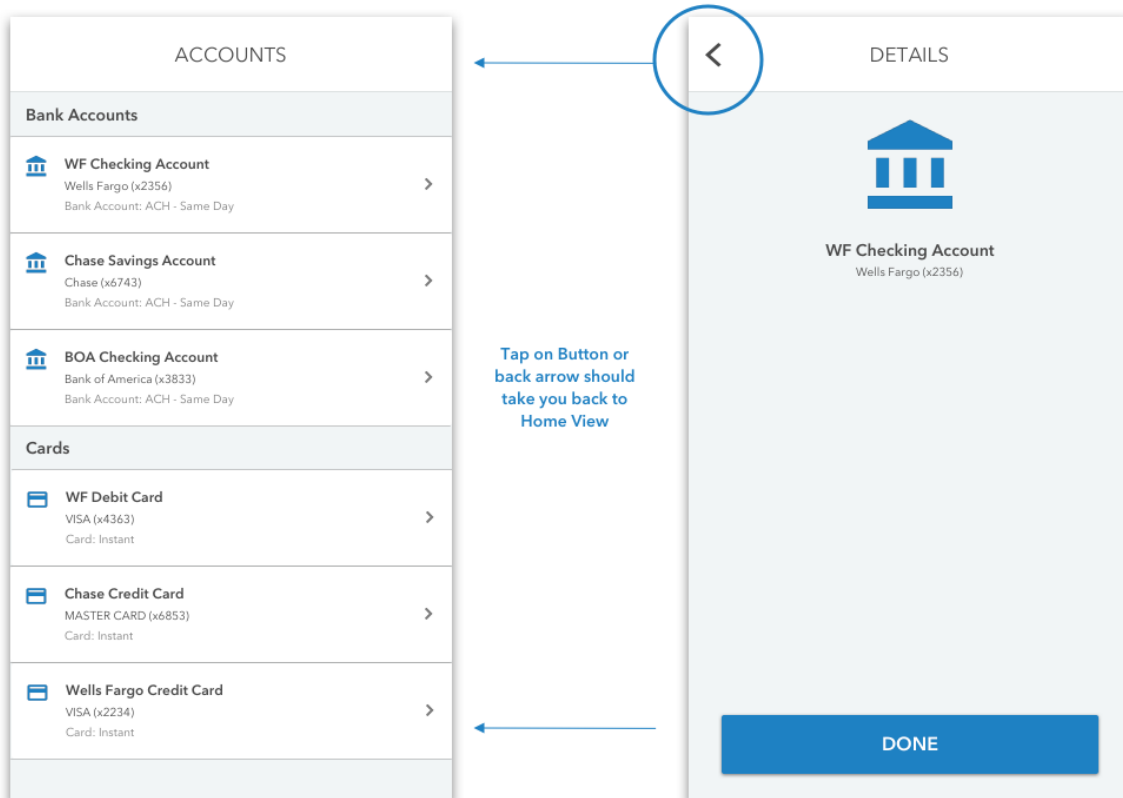 ACCOUNTS
Bank Accounts
WF Checking Account
Wells Fargo (x2356)
Bank Account: ACH - Same Day
Chase Savings Account
Chase (x6743)
Bank Account: ACH - Same Day
BOA Checking Account
Bank of America (x3833)
Bank Account: ACH - Same Day
Cards
WF Debit Card
VISA (x4363)
Card: Instant
Chase Credit Card
MASTER CARD (x6853)
Card: Instant
Wells Fargo Credit Card
VISA (x2234)
Card: Instant
Tap on Button or
back arrow should
take you back to
Home View
DETAILS
WF Checking Account
Wells Fargo (x2356)
DONE